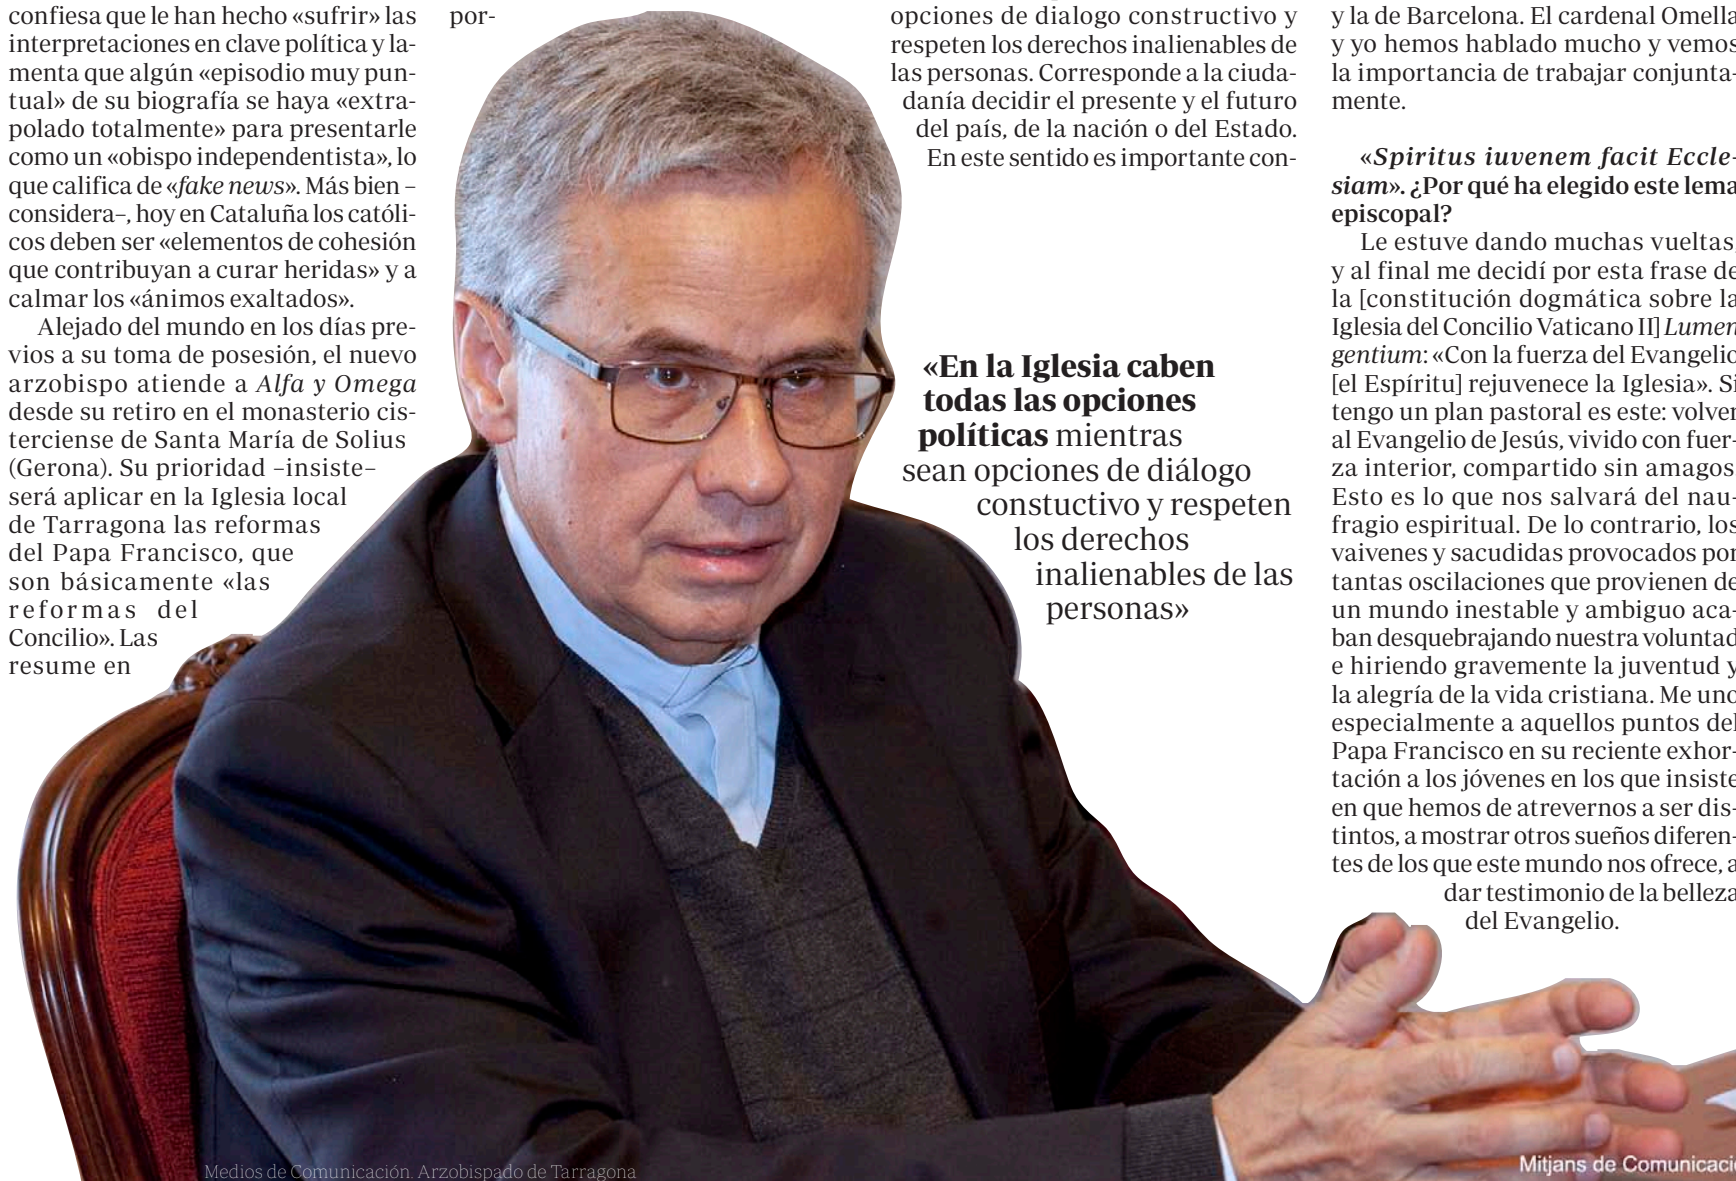 confiesa que le han hecho «sufrir» las
interpretaciones en clave política y la-
menta que algún «episodio muy pun-
tual» de su biografía se haya «extra-
polado totalmente» para presentarle
como un «obispo independentista», lo
que califica de «fake news». Más bien –
considera–, hoy en Cataluña los católi-
cos deben ser «elementos de cohesión
que contribuyan a curar heridas» y a
calmar los «ánimos exaltados».
Alejado del mundo en los días pre-
vios a su toma de posesión, el nuevo
arzobispo atiende a Alfa y Omega
desde su retiro en el monasterio cis-
terciense de Santa María de Solius
(Gerona). Su prioridad –insiste–
será aplicar en la Iglesia local
de Tarragona las reformas
del Papa Francisco, que
son básicamente «las
reformas del
Concilio». Las
resume en
por-
opciones de dialogo constructivo y
respeten los derechos inalienables de
las personas. Corresponde a la ciuda-
danía decidir el presente y el futuro
del país, de la nación o del Estado.
En este sentido es importante con-
«En la Iglesia caben
todas las opciones
políticas mientras
sean opciones de diálogo
constuctivo y respeten
los derechos
inalienables de las
personas»
y la de Barcelona. El cardenal Omella
y yo hemos hablado mucho y vemos
la importancia de trabajar conjunta-
mente.
«Spiritus iuvenem facit Eccle-
siam». ¿Por qué ha elegido este lema
episcopal?
Le estuve dando muchas vueltas,
y al final me decidí por esta frase de
la [constitución dogmática sobre la
Iglesia del Concilio Vaticano II] Lumen
gentium: «Con la fuerza del Evangelio
[el Espíritu] rejuvenece la Iglesia». Si
tengo un plan pastoral es este: volver
al Evangelio de Jesús, vivido con fuer-
za interior, compartido sin amagos.
Esto es lo que nos salvará del nau-
fragio espiritual. De lo contrario, los
vaivenes y sacudidas provocados por
tantas oscilaciones que provienen de
un mundo inestable y ambiguo aca-
ban desquebrajando nuestra voluntad
e hiriendo gravemente la juventud y
la alegría de la vida cristiana. Me uno
especialmente a aquellos puntos del
Papa Francisco en su reciente exhor-
tación a los jóvenes en los que insiste
en que hemos de atrevernos a ser dis-
tintos, a mostrar otros sueños diferen-
tes de los que este mundo nos ofrece, a
dar testimonio de la belleza
del Evangelio.
Medios de Comunicación. Arzobispado de Tarragona
Mitjans de Comunicació